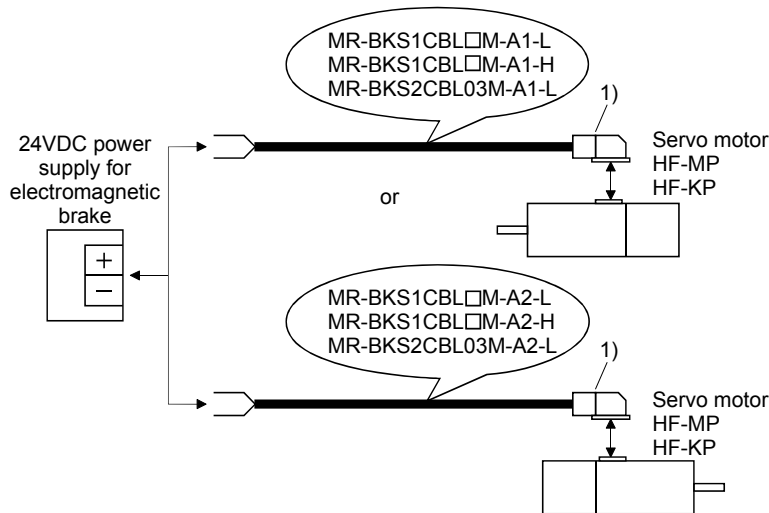 MR-BKS1CBL□M-A1-L
MR-BKS1CBL□M-A1-H
MR-BKS2CBL03M-A1-L
1)
24VDC power
supply for
electromagnetic
brake
Servo motor
HF-MP
HF-KP
or
+
−
MR-BKS1CBL□M-A2-L
MR-BKS1CBL□M-A2-H
MR-BKS2CBL03M-A2-L
1)
Servo motor
HF-MP
HF-KP